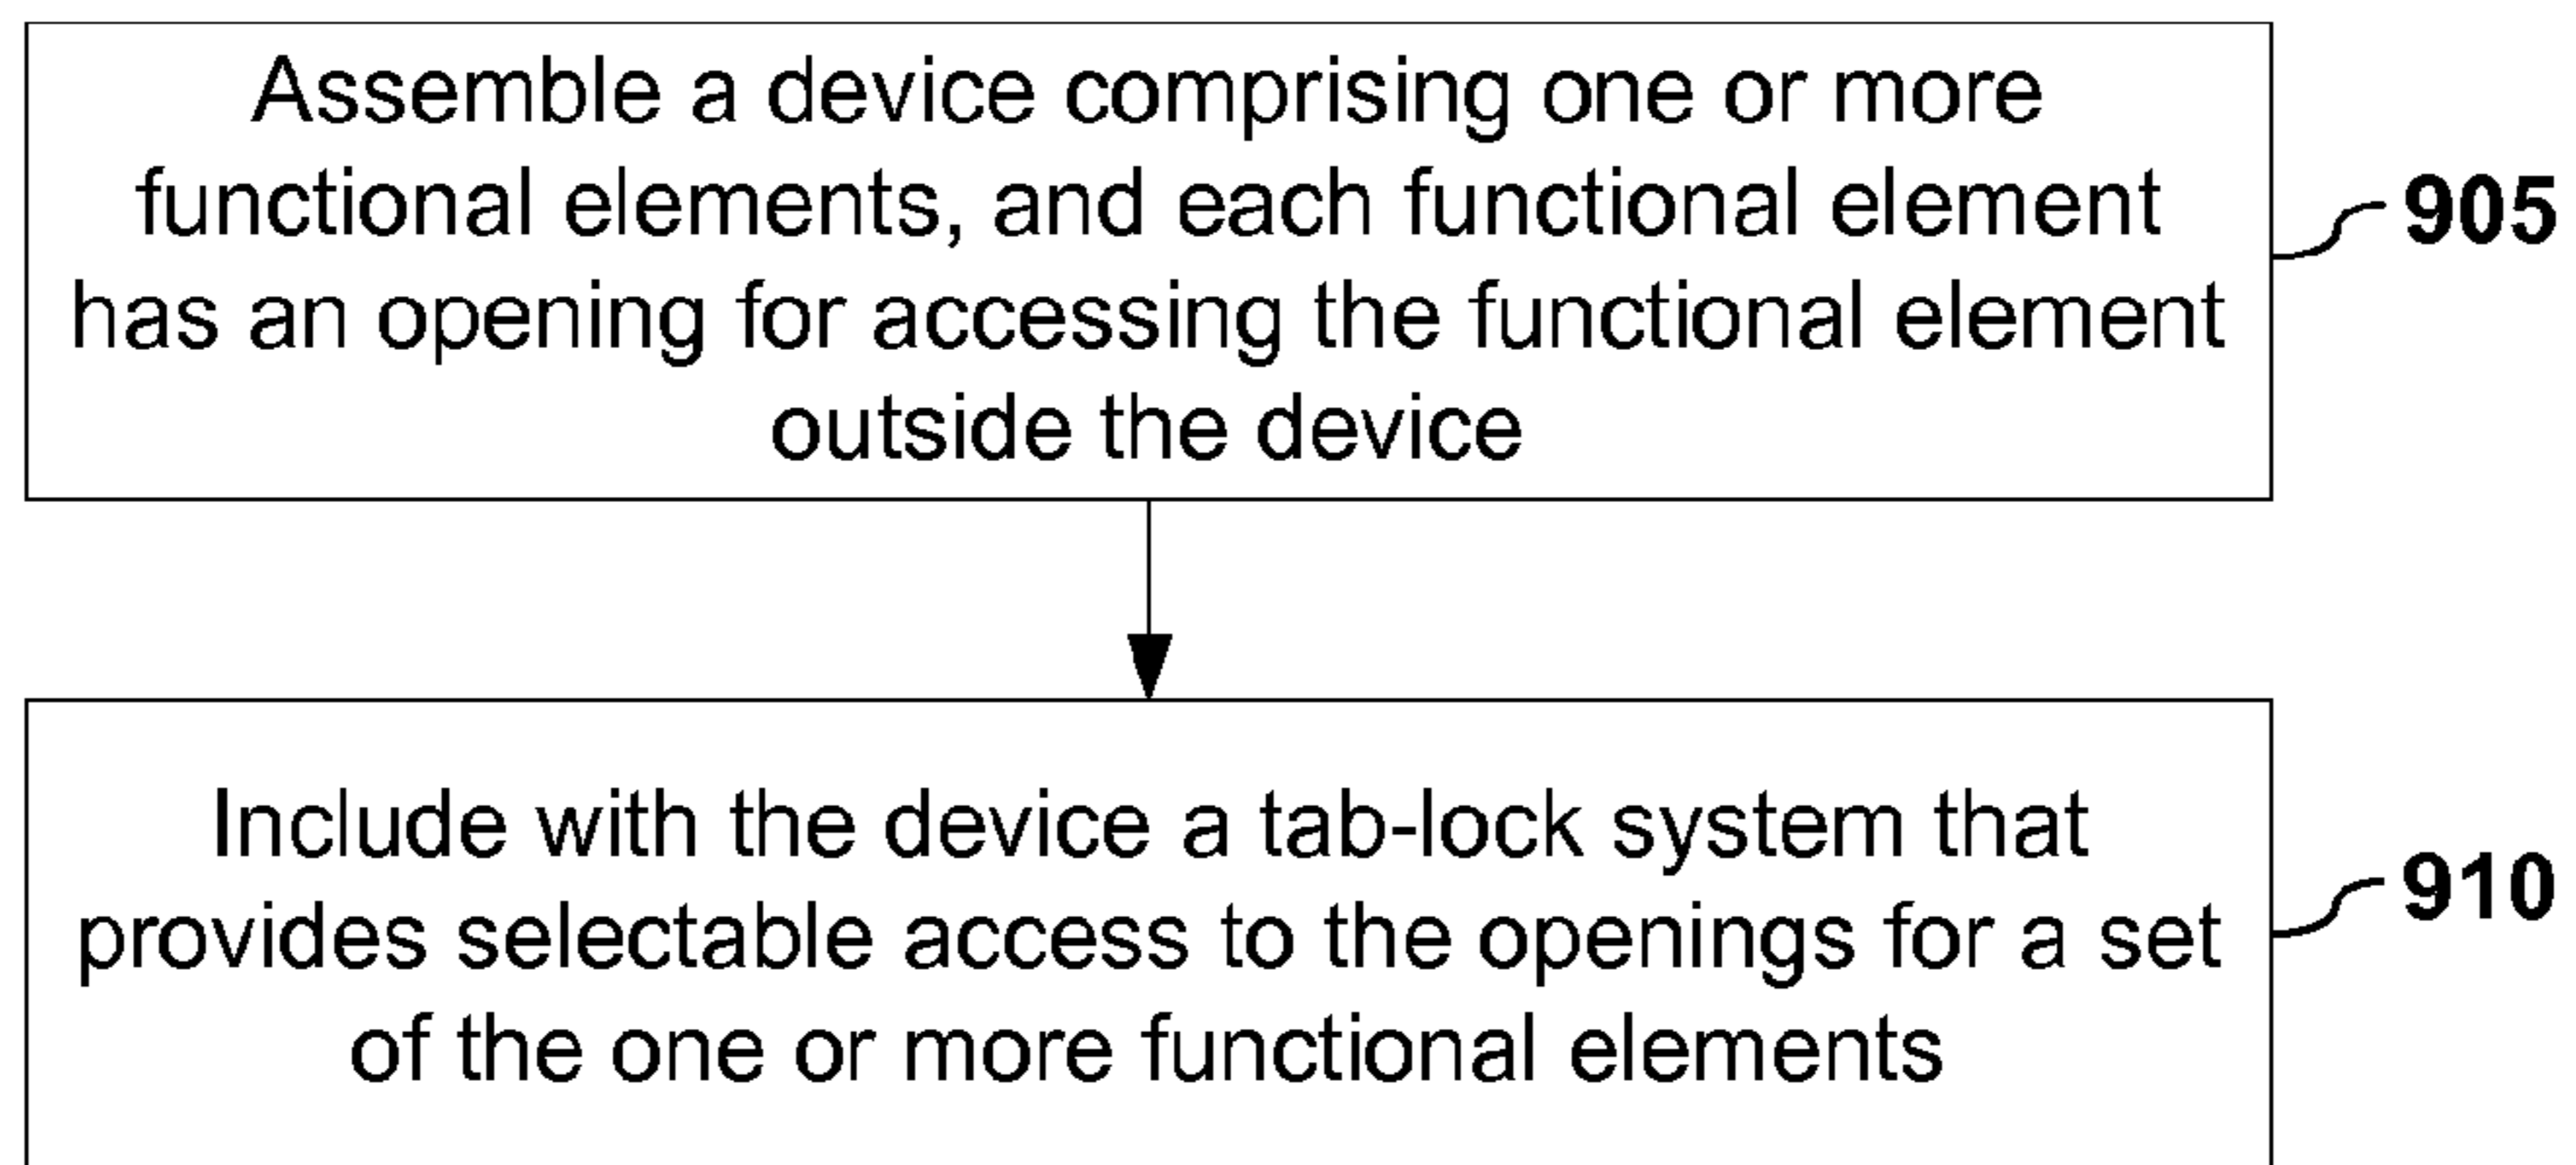 Assemble a device comprising one or more
functional elements, and each functional element
has an opening for accessing the functional element
outside the device
905
Include with the device a tab-lock system that
provides selectable access to the openings for a set
of the one or more functional elements
910